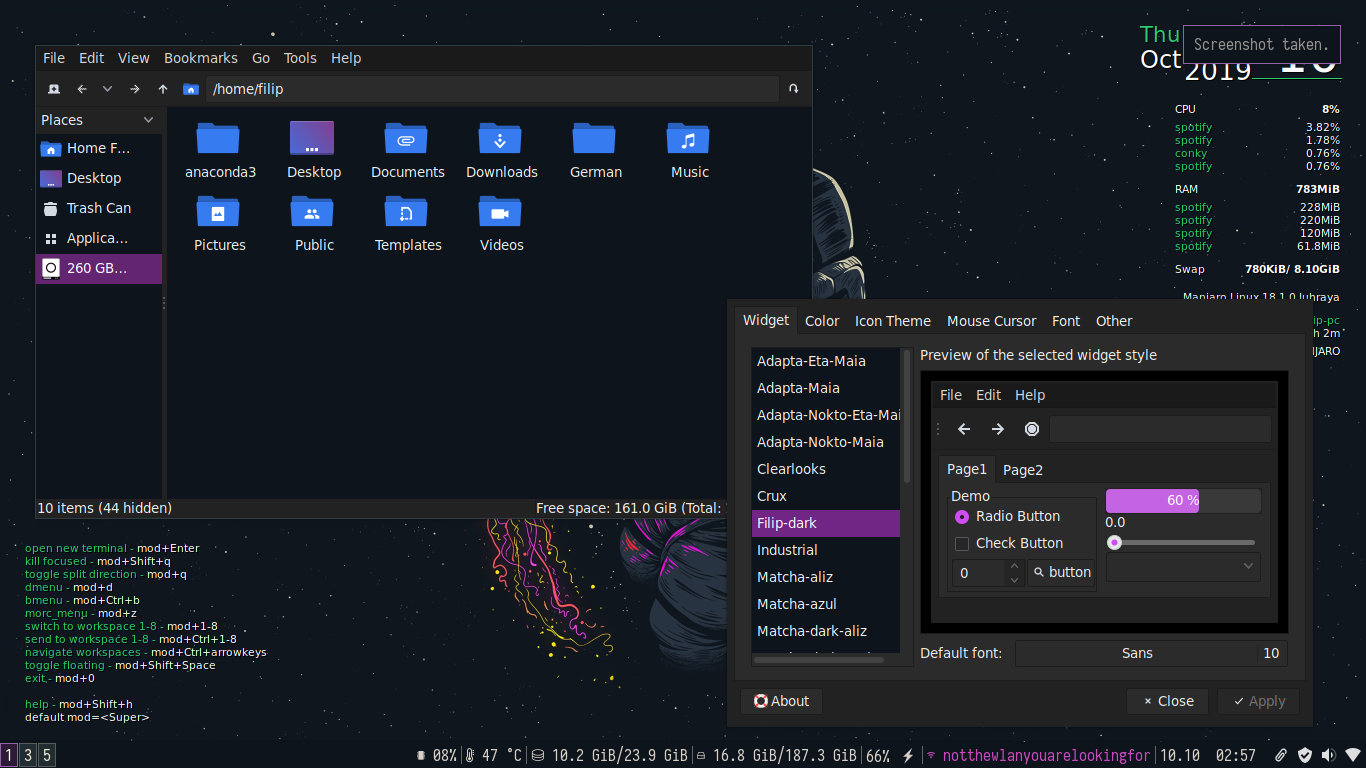 File Edit View Bookmarks Go Tools Help
/home/filip
Places
Home F...
Desktop
Trash Can
Applica...
260 GB...
anaconda3 Desktop Documents Downloads German Music
Pictures Public Templates Videos
10 items (44 hidden) Free space: 161.0 GiB (Total:
Thu
Screenshot taken.
Oct
2019
CPU 8%
spotify 3.82%
spotify 1.78%
conky 0.76%
spotify 0.76%
RAM 783MiB
spotify 228MiB
spotify 220MiB
spotify 120MiB
spotify 61.8MiB
Swap 780KiB/ 8.10GiB
Manjaro Linux 18.1.0 Juhraya
ip-pc
h 2m
JARO
Widget Color Icon Theme Mouse Cursor Font Other
Adapta-Eta-Maia
Adapta-Maia
Adapta-Nokto-Eta-Mai
Adapta-Nokto-Maia
Clearlooks
Crux
Filip-dark
Industrial
Matcha-aliz
Matcha-azul
Matcha-dark-aliz
Preview of the selected widget style
File Edit Help
Page1 Page2
Demo
Radio Button
Check Button
0 button
60 %
0.0
Default font: Sans 10
About Close Apply
open new terminal - mod+Enter
kill focused - mod+Shift+q
toggle split direction - mod+q
dmenu - mod+d
bmenu - mod+Ctrl+b
morc_menu - mod+z
switch to workspace 1-8 - mod+1-8
send to workspace 1-8 - mod+Ctrl+1-8
navigate workspaces - mod+Ctrl+arrowkeys
toggle floating - mod+Shift+Space
exit - mod+0
help - mod+Shift+h
default mod=<Super>
1 3 5 08%| 47 °C| 10.2 GiB/23.9 GiB| 16.8 GiB/187.3 GiB|66% | notthewlanyouarelookingfor|10.10 02:57